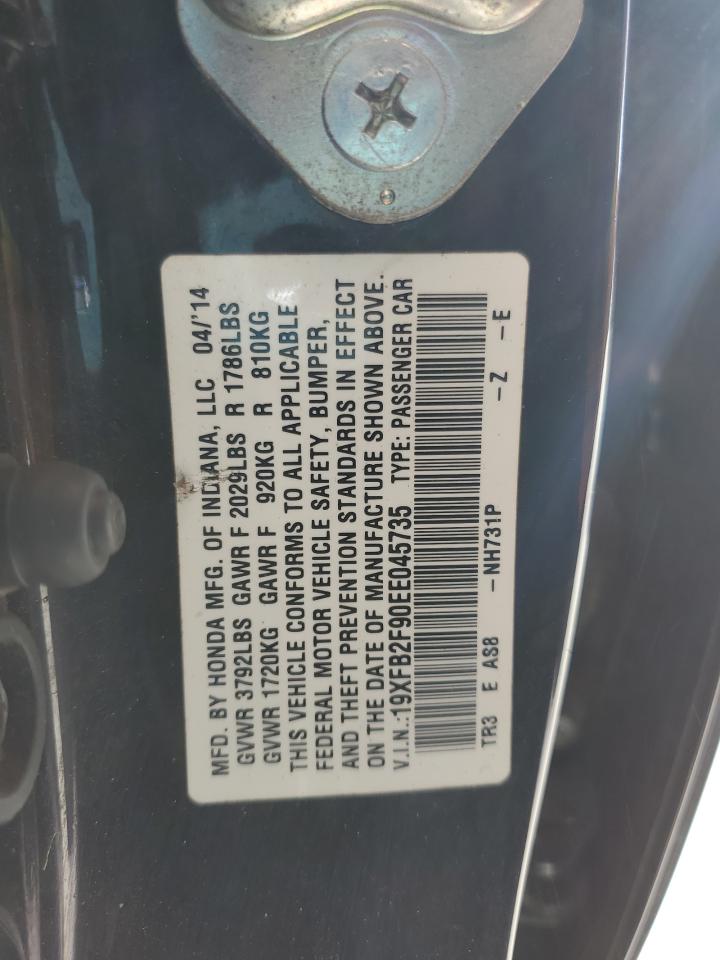 MFD. BY HONDA MFG. OF INDIANA, LLC 04/'14
GVWR 3792LBS GAWR F 2029LBS R 1786LBS
GVWR 1720KG GAWR F 920KG R 810KG
THIS VEHICLE CONFORMS TO ALL APPLICABLE
FEDERAL MOTOR VEHICLE SAFETY, BUMPER,
AND THEFT PREVENTION STANDARDS IN EFFECT
ON THE DATE OF MANUFACTURE SHOWN ABOVE.
V.I.N.:19XFB2F90EE045735 TYPE: PASSENGER CAR
TR3 E AS8 -NH731P -Z -E